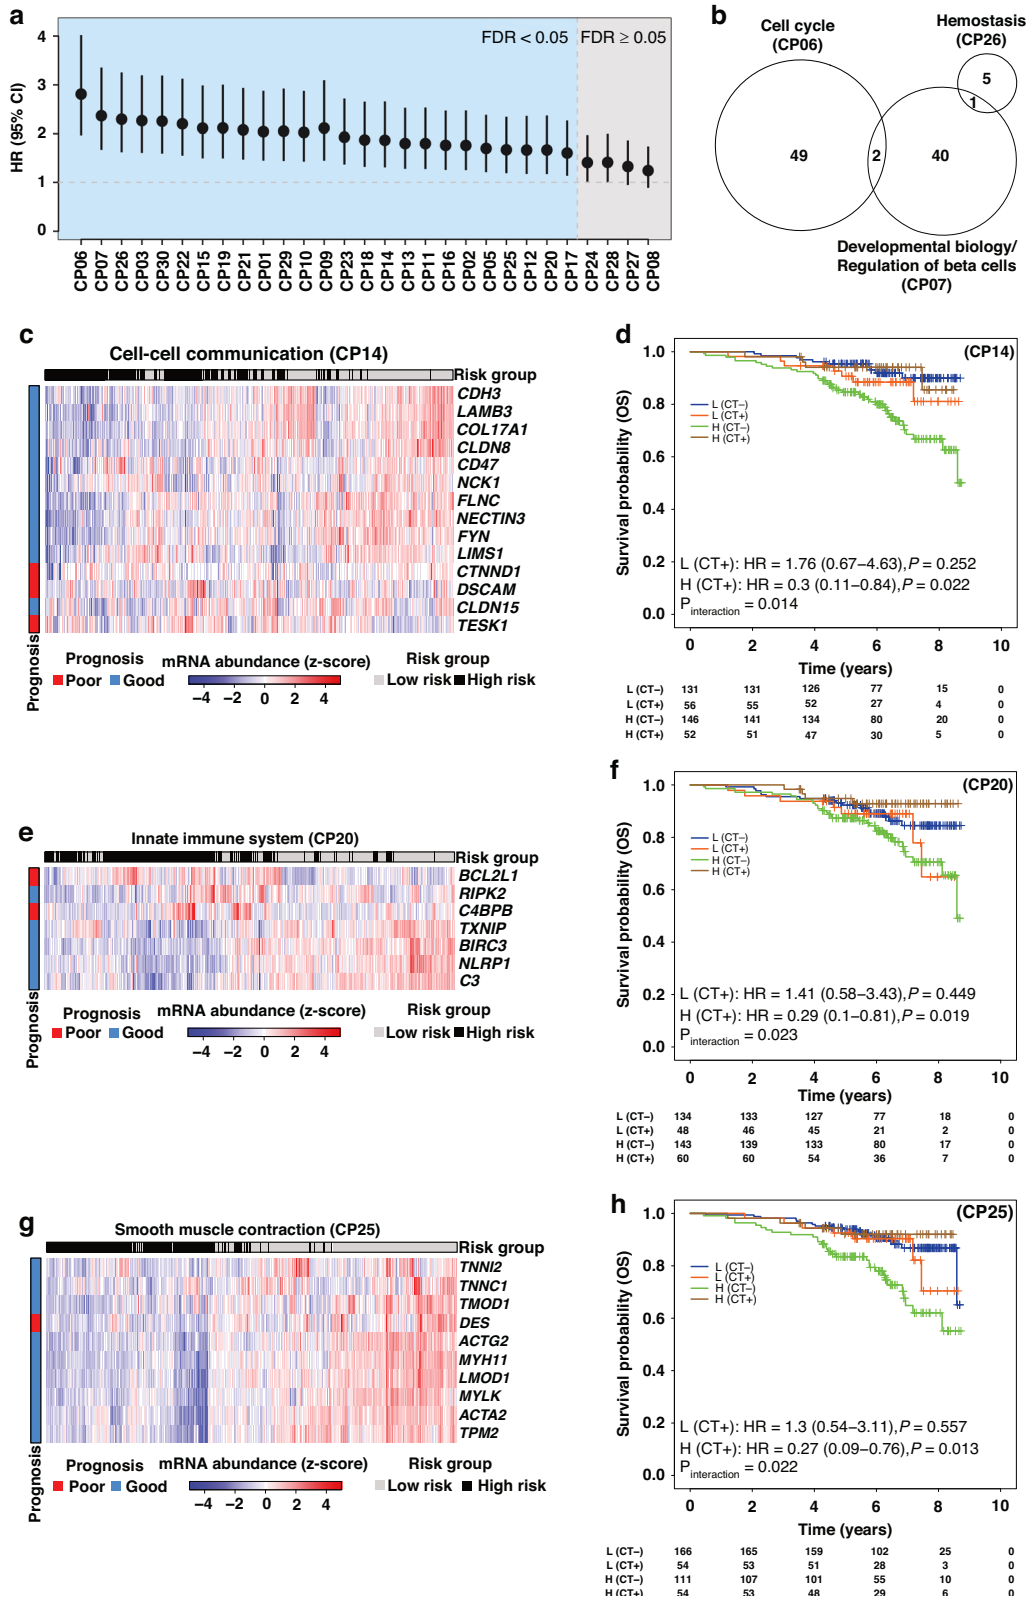 a
FDR < 0.05
FDR ≥ 0.05
HR (95% CI)
4
3
2
1
0
CP06
CP07
CP26
CP03
CP30
CP22
CP15
CP19
CP21
CP01
CP29
CP10
CP09
CP23
CP18
CP14
CP13
CP11
CP16
CP02
CP05
CP25
CP12
CP20
CP17
CP24
CP28
CP27
CP08
b
Cell cycle
(CP06)
Hemostasis
(CP26)
5
1
49
2
40
Developmental biology/
Regulation of beta cells
(CP07)
c
Cell-cell communication (CP14)
Risk group
CDH3
LAMB3
COL17A1
CLDN8
CD47
NCK1
FLNC
NECTIN3
FYN
LIMS1
CTNND1
DSCAM
CLDN15
TESK1
Prognosis
Prognosis
Poor Good
mRNA abundance (z-score)
−4 −2 0 2 4
Risk group
Low risk High risk
d
(CP14)
Survival probability (OS)
1.0
0.8
0.6
0.4
0.2
0.0
L (CT−)
L (CT+)
H (CT−)
H (CT+)
L (CT+): HR = 1.76 (0.67–4.63), P = 0.252
H (CT+): HR = 0.3 (0.11–0.84), P = 0.022
Pinteraction = 0.014
0 2 4 6 8 10
Time (years)
L (CT−) 131 131 126 77 15 0
L (CT+) 56 55 52 27 4 0
H (CT−) 146 141 134 80 20 0
H (CT+) 52 51 47 30 5 0
e
Innate immune system (CP20)
Risk group
BCL2L1
RIPK2
C4BPB
TXNIP
BIRC3
NLRP1
C3
Prognosis
Prognosis
Poor Good
mRNA abundance (z-score)
−4 −2 0 2 4
Risk group
Low risk High risk
f
(CP20)
Survival probability (OS)
1.0
0.8
0.6
0.4
0.2
0.0
L (CT−)
L (CT+)
H (CT−)
H (CT+)
L (CT+): HR = 1.41 (0.58–3.43), P = 0.449
H (CT+): HR = 0.29 (0.1–0.81), P = 0.019
Pinteraction = 0.023
0 2 4 6 8 10
Time (years)
L (CT−) 134 133 127 77 18 0
L (CT+) 48 46 45 21 2 0
H (CT−) 143 139 133 80 17 0
H (CT+) 60 60 54 36 7 0
g
Smooth muscle contraction (CP25)
Risk group
TNNI2
TNNC1
TMOD1
DES
ACTG2
MYH11
LMOD1
MYLK
ACTA2
TPM2
Prognosis
Prognosis
Poor Good
mRNA abundance (z-score)
−4 −2 0 2 4
Risk group
Low risk High risk
h
(CP25)
Survival probability (OS)
1.0
0.8
0.6
0.4
0.2
0.0
L (CT−)
L (CT+)
H (CT−)
H (CT+)
L (CT+): HR = 1.3 (0.54–3.11), P = 0.557
H (CT+): HR = 0.27 (0.09–0.76), P = 0.013
Pinteraction = 0.022
0 2 4 6 8 10
Time (years)
L (CT−) 166 165 159 102 25 0
L (CT+) 54 53 51 28 3 0
H (CT−) 111 107 101 55 10 0
H (CT+) 54 53 48 29 6 0